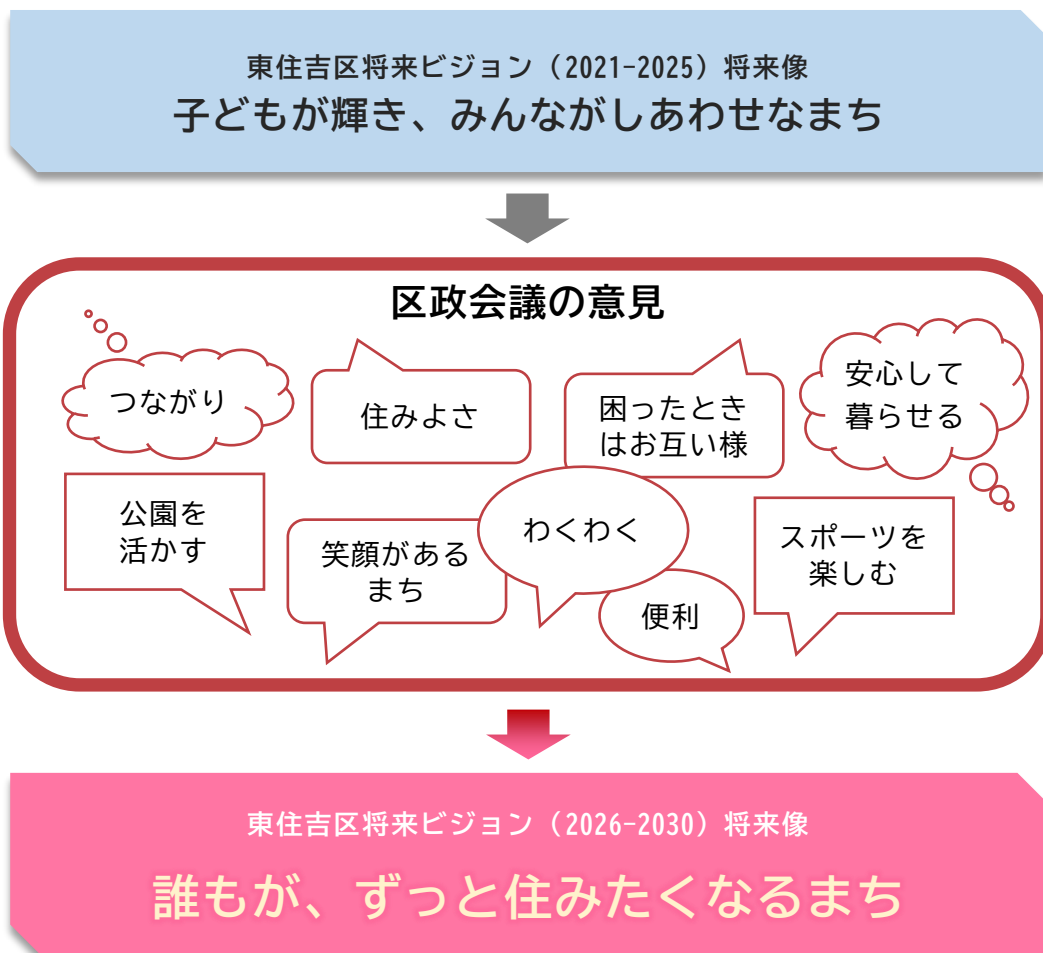 東住吉区将来ビジョン（2021-2025）将来像
子どもが輝き、みんながしあわせなまち
区政会議の意見
つながり
住みよさ
困ったとき
はお互い様
安心して
暮らせる
公園を
活かす
笑顔がある
まち
わくわく
便利
スポーツを
楽しむ
東住吉区将来ビジョン（2026-2030）将来像
誰もが、ずっと住みたくなるまち